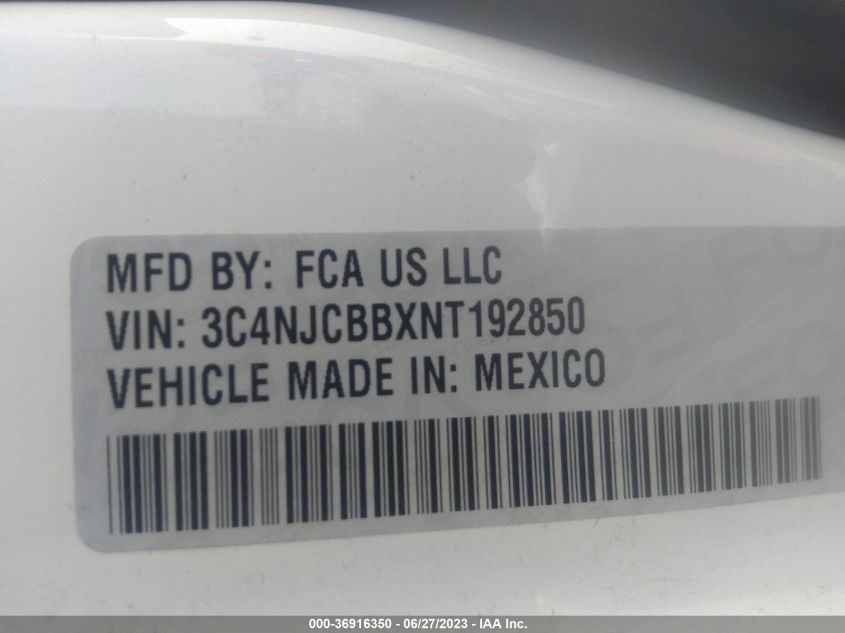 MFD BY: FCA US LLC
VIN: 3C4NJCBBXNT192850
VEHICLE MADE IN: MEXICO
000-36916350 - 06/27/2023 - IAA Inc.